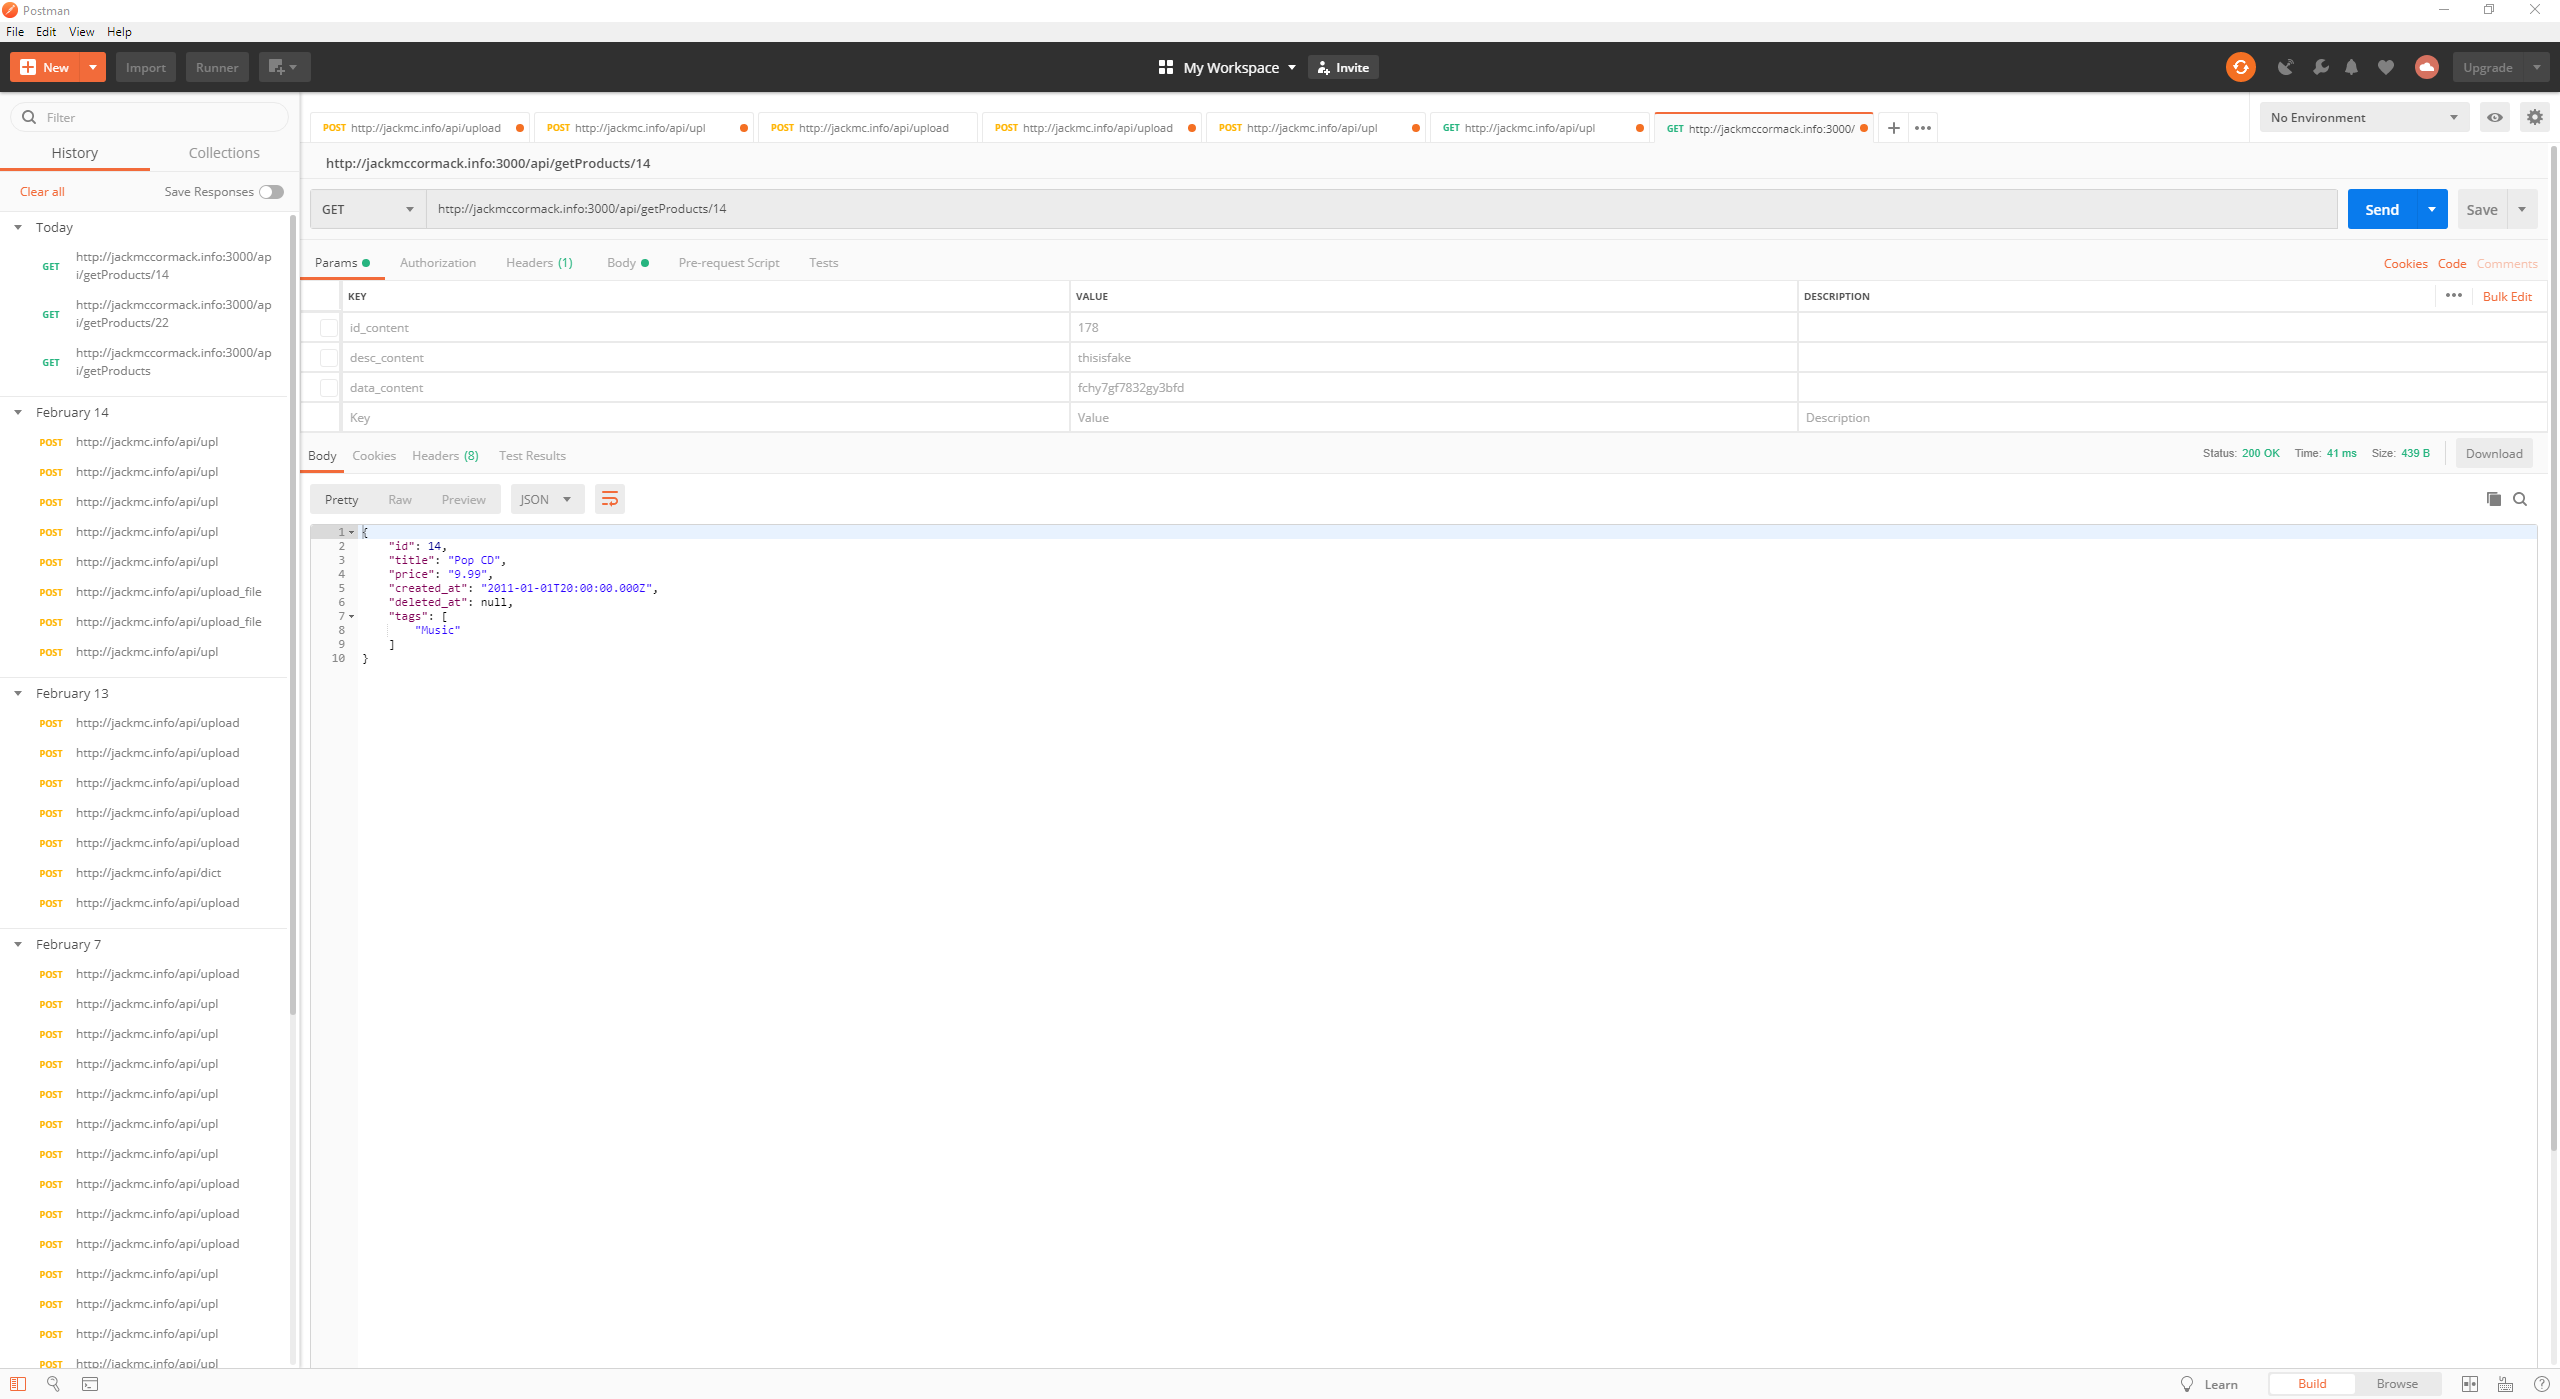 Postman
File Edit View Help
New Import Runner My Workspace Invite Upgrade
Filter
History Collections
Clear all Save Responses
Today
GET http://jackmccormack.info:3000/ap
i/getProducts/14
GET http://jackmccormack.info:3000/ap
i/getProducts/22
GET http://jackmccormack.info:3000/ap
i/getProducts
February 14
POST http://jackmc.info/api/upl
POST http://jackmc.info/api/upl
POST http://jackmc.info/api/upl
POST http://jackmc.info/api/upl
POST http://jackmc.info/api/upl
POST http://jackmc.info/api/upload_file
POST http://jackmc.info/api/upload_file
POST http://jackmc.info/api/upl
February 13
POST http://jackmc.info/api/upload
POST http://jackmc.info/api/upload
POST http://jackmc.info/api/upload
POST http://jackmc.info/api/upload
POST http://jackmc.info/api/upload
POST http://jackmc.info/api/dict
POST http://jackmc.info/api/upload
February 7
POST http://jackmc.info/api/upload
POST http://jackmc.info/api/upl
POST http://jackmc.info/api/upl
POST http://jackmc.info/api/upl
POST http://jackmc.info/api/upl
POST http://jackmc.info/api/upl
POST http://jackmc.info/api/upl
POST http://jackmc.info/api/upload
POST http://jackmc.info/api/upload
POST http://jackmc.info/api/upload
POST http://jackmc.info/api/upl
POST http://jackmc.info/api/upl
POST http://jackmc.info/api/upl
POST http://jackmc.info/api/upl
POST http://jackmc.info/api/upload POST http://jackmc.info/api/upl POST http://jackmc.info/api/upload POST http://jackmc.info/api/upload POST http://jackmc.info/api/upl GET http://jackmc.info/api/upl GET http://jackmccormack.info:3000/ No Environment
http://jackmccormack.info:3000/api/getProducts/14
GET http://jackmccormack.info:3000/api/getProducts/14 Send Save
Params Authorization Headers (1) Body Pre-request Script Tests Cookies Code Comments
KEY VALUE DESCRIPTION Bulk Edit
id_content 178
desc_content thisisfake
data_content fchy7gf7832gy3bfd
Key Value Description
Body Cookies Headers (8) Test Results Status: 200 OK Time: 41 ms Size: 439 B Download
Pretty Raw Preview JSON
1 {
2 "id": 14,
3 "title": "Pop CD",
4 "price": "9.99",
5 "created_at": "2011-01-01T20:00:00.000Z",
6 "deleted_at": null,
7 "tags": [
8 "Music"
9 ]
10 }
Learn Build Browse